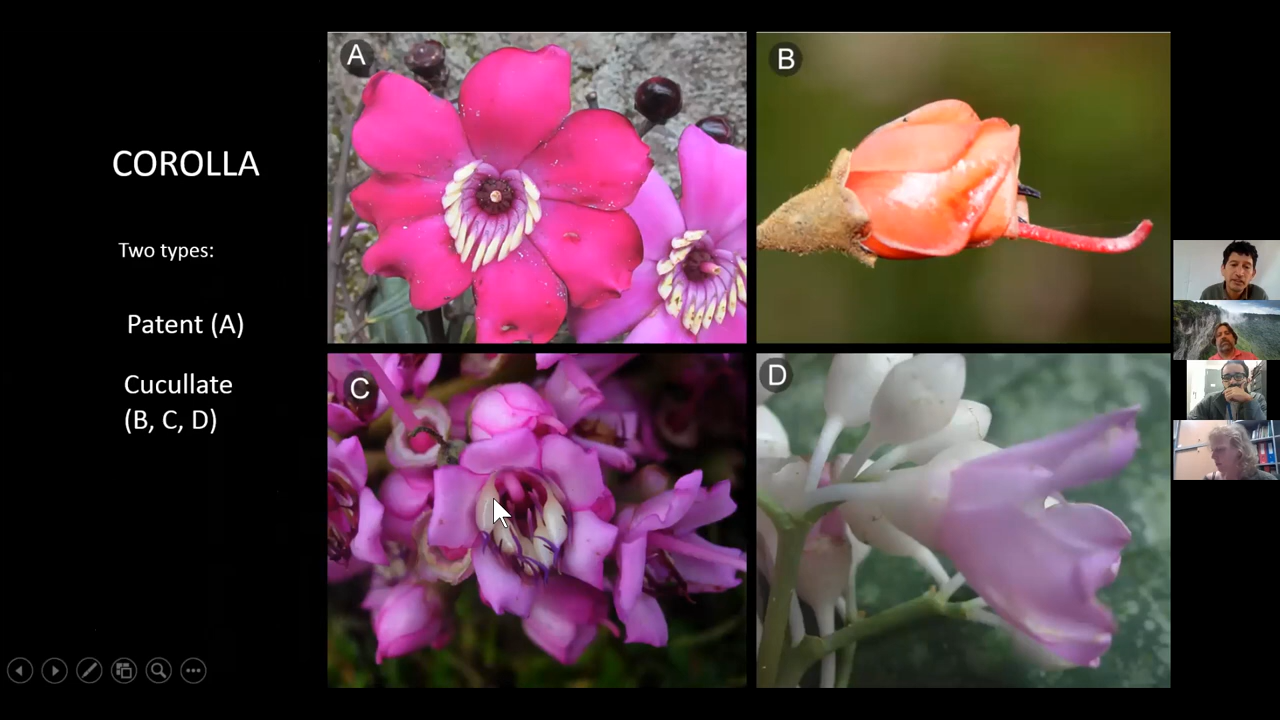 COROLLA
Two types:
Patent (A)
Cucullate
(B, C, D)
A
B
C
D